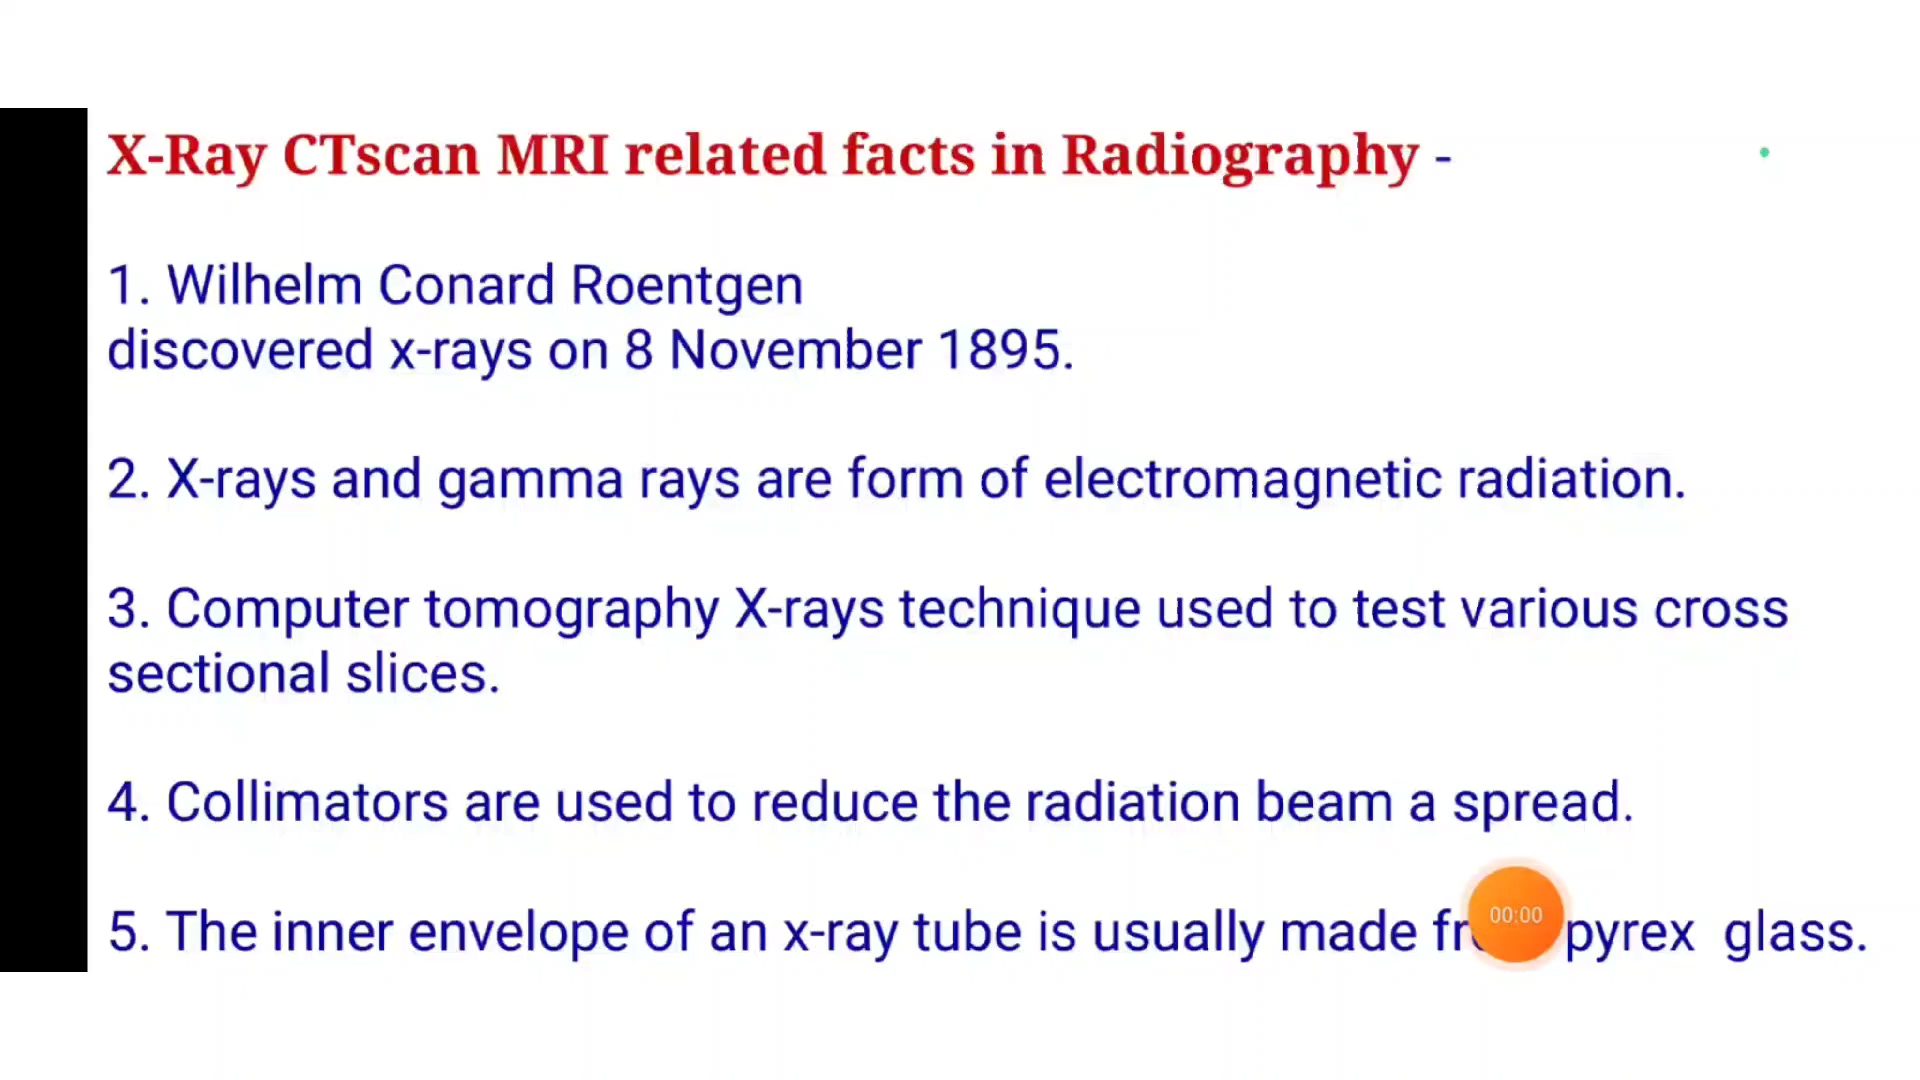 X-Ray CTscan MRI related facts in Radiography -
1. Wilhelm Conard Roentgen
discovered x-rays on 8 November 1895.
2. X-rays and gamma rays are form of electromagnetic radiation.
3. Computer tomography X-rays technique used to test various cross
sectional slices.
4. Collimators are used to reduce the radiation beam a spread.
5. The inner envelope of an x-ray tube is usually made pyrex glass.
00:00